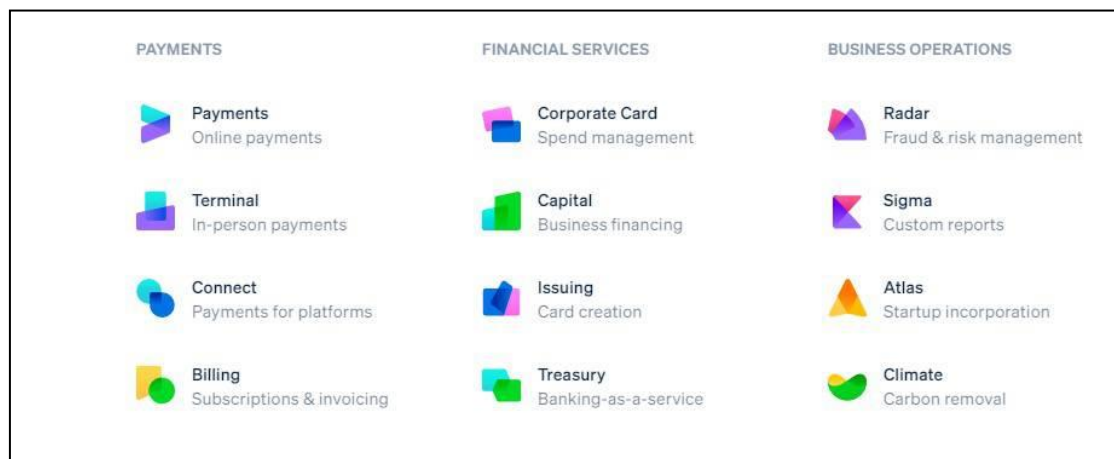 PAYMENTS
Payments
Online payments
Terminal
In-person payments
Connect
Payments for platforms
Billing
Subscriptions & invoicing
FINANCIAL SERVICES
Corporate Card
Spend management
Capital
Business financing
Issuing
Card creation
Treasury
Banking-as-a-service
BUSINESS OPERATIONS
Radar
Fraud & risk management
Sigma
Custom reports
Atlas
Startup incorporation
Climate
Carbon removal